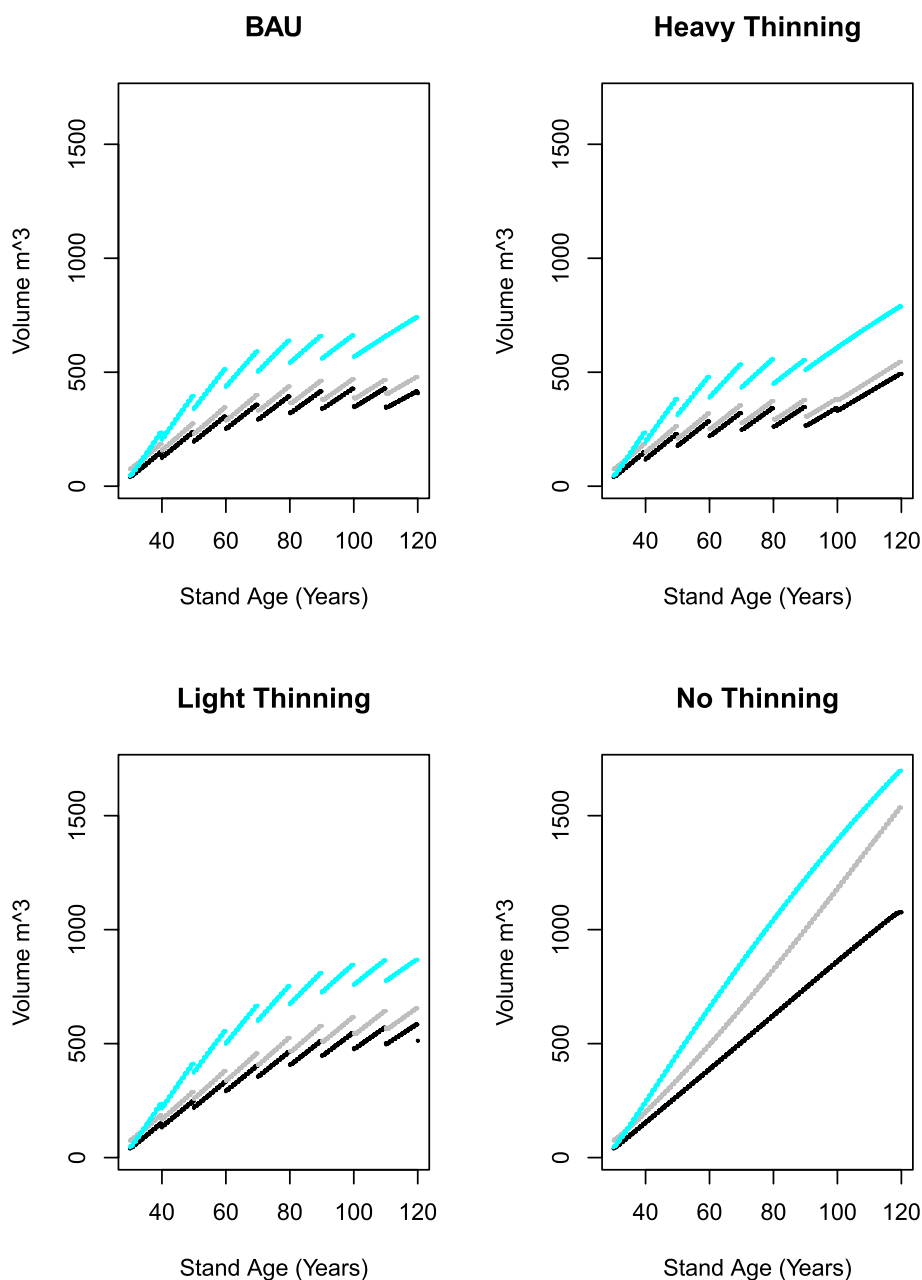 BAU
Volume m^3
1500
1000
500
0
40 60 80 100 120
Stand Age (Years)
Heavy Thinning
Volume m^3
1500
1000
500
0
40 60 80 100 120
Stand Age (Years)
Light Thinning
Volume m^3
1500
1000
500
0
40 60 80 100 120
Stand Age (Years)
No Thinning
Volume m^3
1500
1000
500
0
40 60 80 100 120
Stand Age (Years)